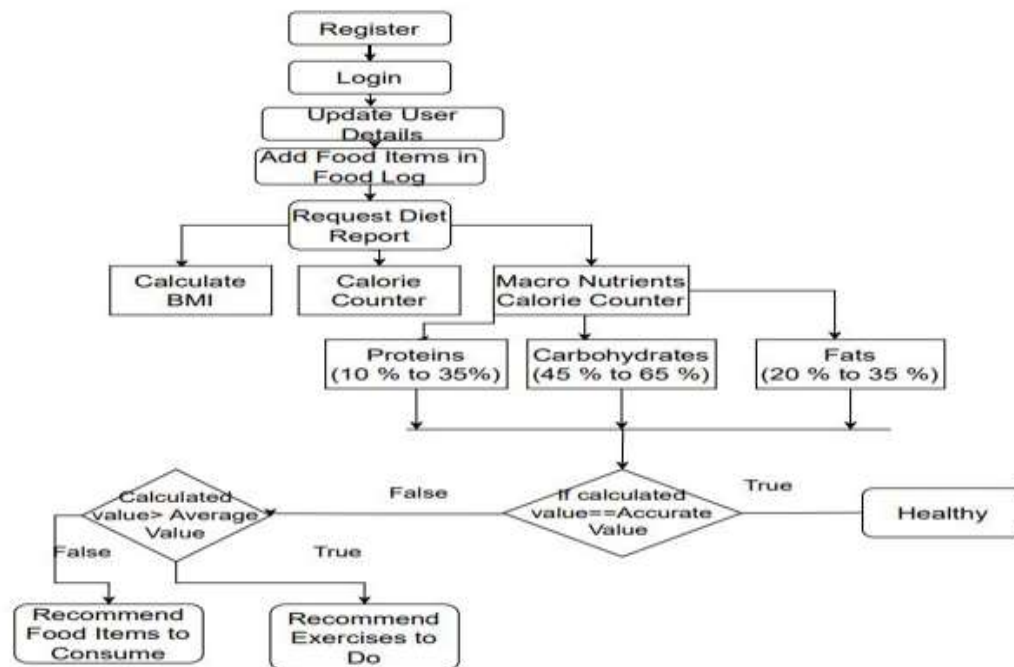 Register
Login
Update User
Details
Add Food Items in
Food Log
Request Diet
Report
Calculate
BMI
Calorie
Counter
Macro Nutrients
Calorie Counter
Proteins
(10 % to 35%)
Carbohydrates
(45 % to 65 %)
Fats
(20 % to 35 %)
If calculated
value==Accurate
Value
True
Healthy
False
Calculated
value> Average
Value
False
True
Recommend
Food Items to
Consume
Recommend
Exercises to
Do